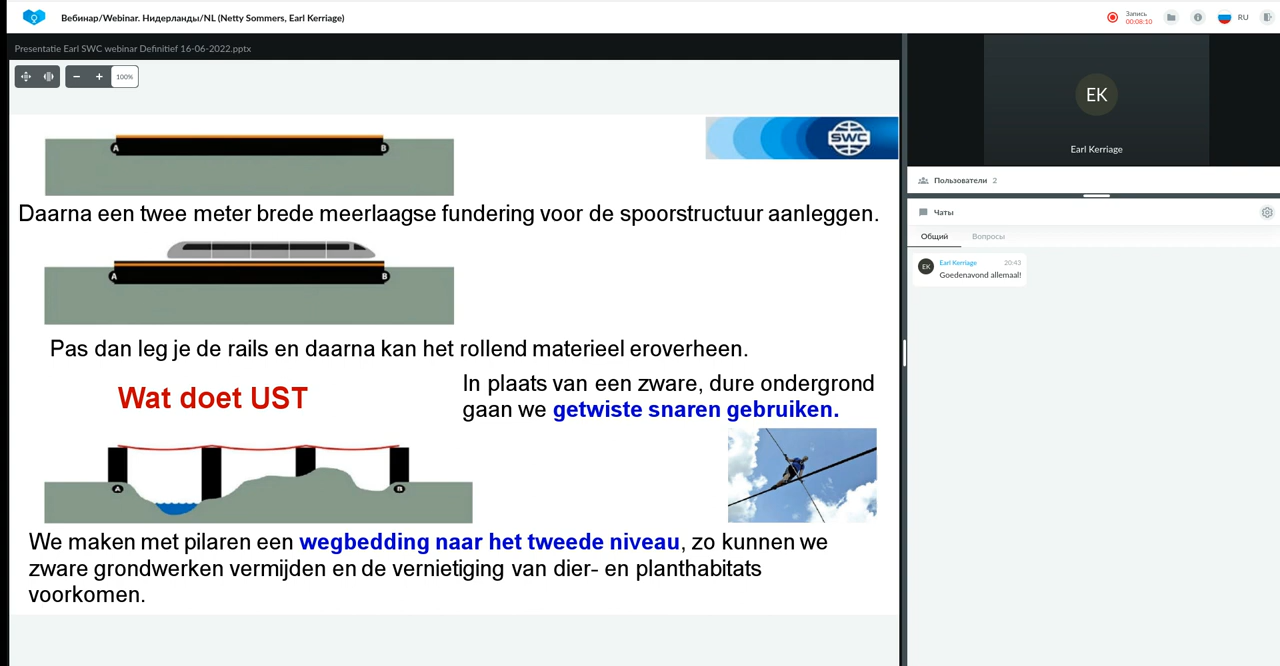 Вебинар/Webinar. Нидерланды/NL (Netty Sommers, Earl Kerriage)
Запись
00:08:10
RU
Presentatie Earl SWC webinar Definitief 16-06-2022.pptx
100%
A
B
SWC
Daarna een twee meter brede meerlaagse fundering voor de spoorstructuur aanleggen.
A
B
Pas dan leg je de rails en daarna kan het rollend materieel eroverheen.
Wat doet UST
In plaats van een zware, dure ondergrond
gaan we getwiste snaren gebruiken.
A
B
We maken met pilaren een wegbedding naar het tweede niveau, zo kunnen we
zware grondwerken vermijden en de vernietiging van dier- en planthabitats
voorkomen.
EK
Earl Kerriage
Пользователи 2
Чаты
Общий
Вопросы
EK
Earl Kerriage
20:43
Goedenavond allemaal!